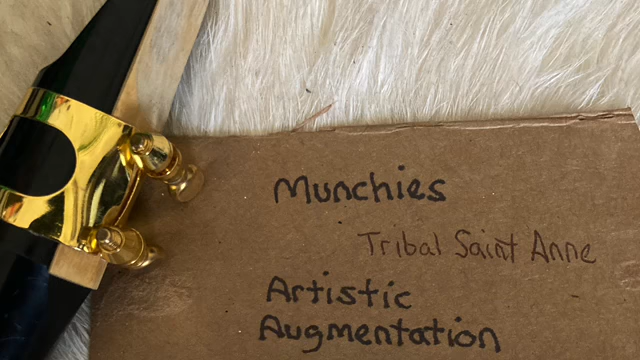 Munchies
Tribal Saint Anne
Artistic
Augmentation